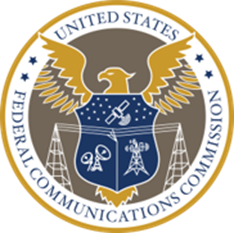 UNITED STATES
FEDERAL COMMUNICATIONS COMMISSION